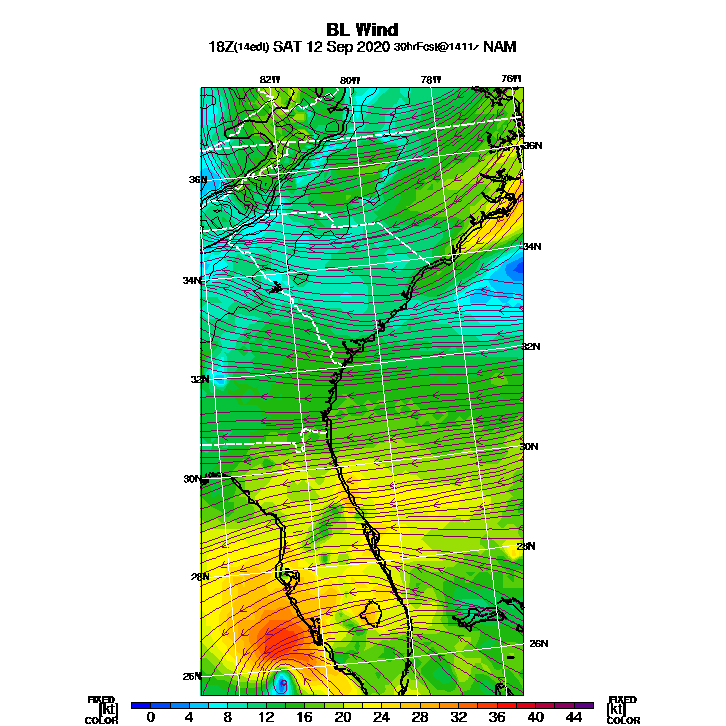 BL Wind
18Z(14edt) SAT 12 Sep 2020 39hrFcst@1411z NAM
82W 80W 78W 76W
36N
36N
34N
34N
32N
32N
30N
30N
28N
28N
26N
26N
FIXED FIXED
[kt] 0 4 8 12 16 20 24 28 32 36 40 44 [kt]
COLOR COLOR